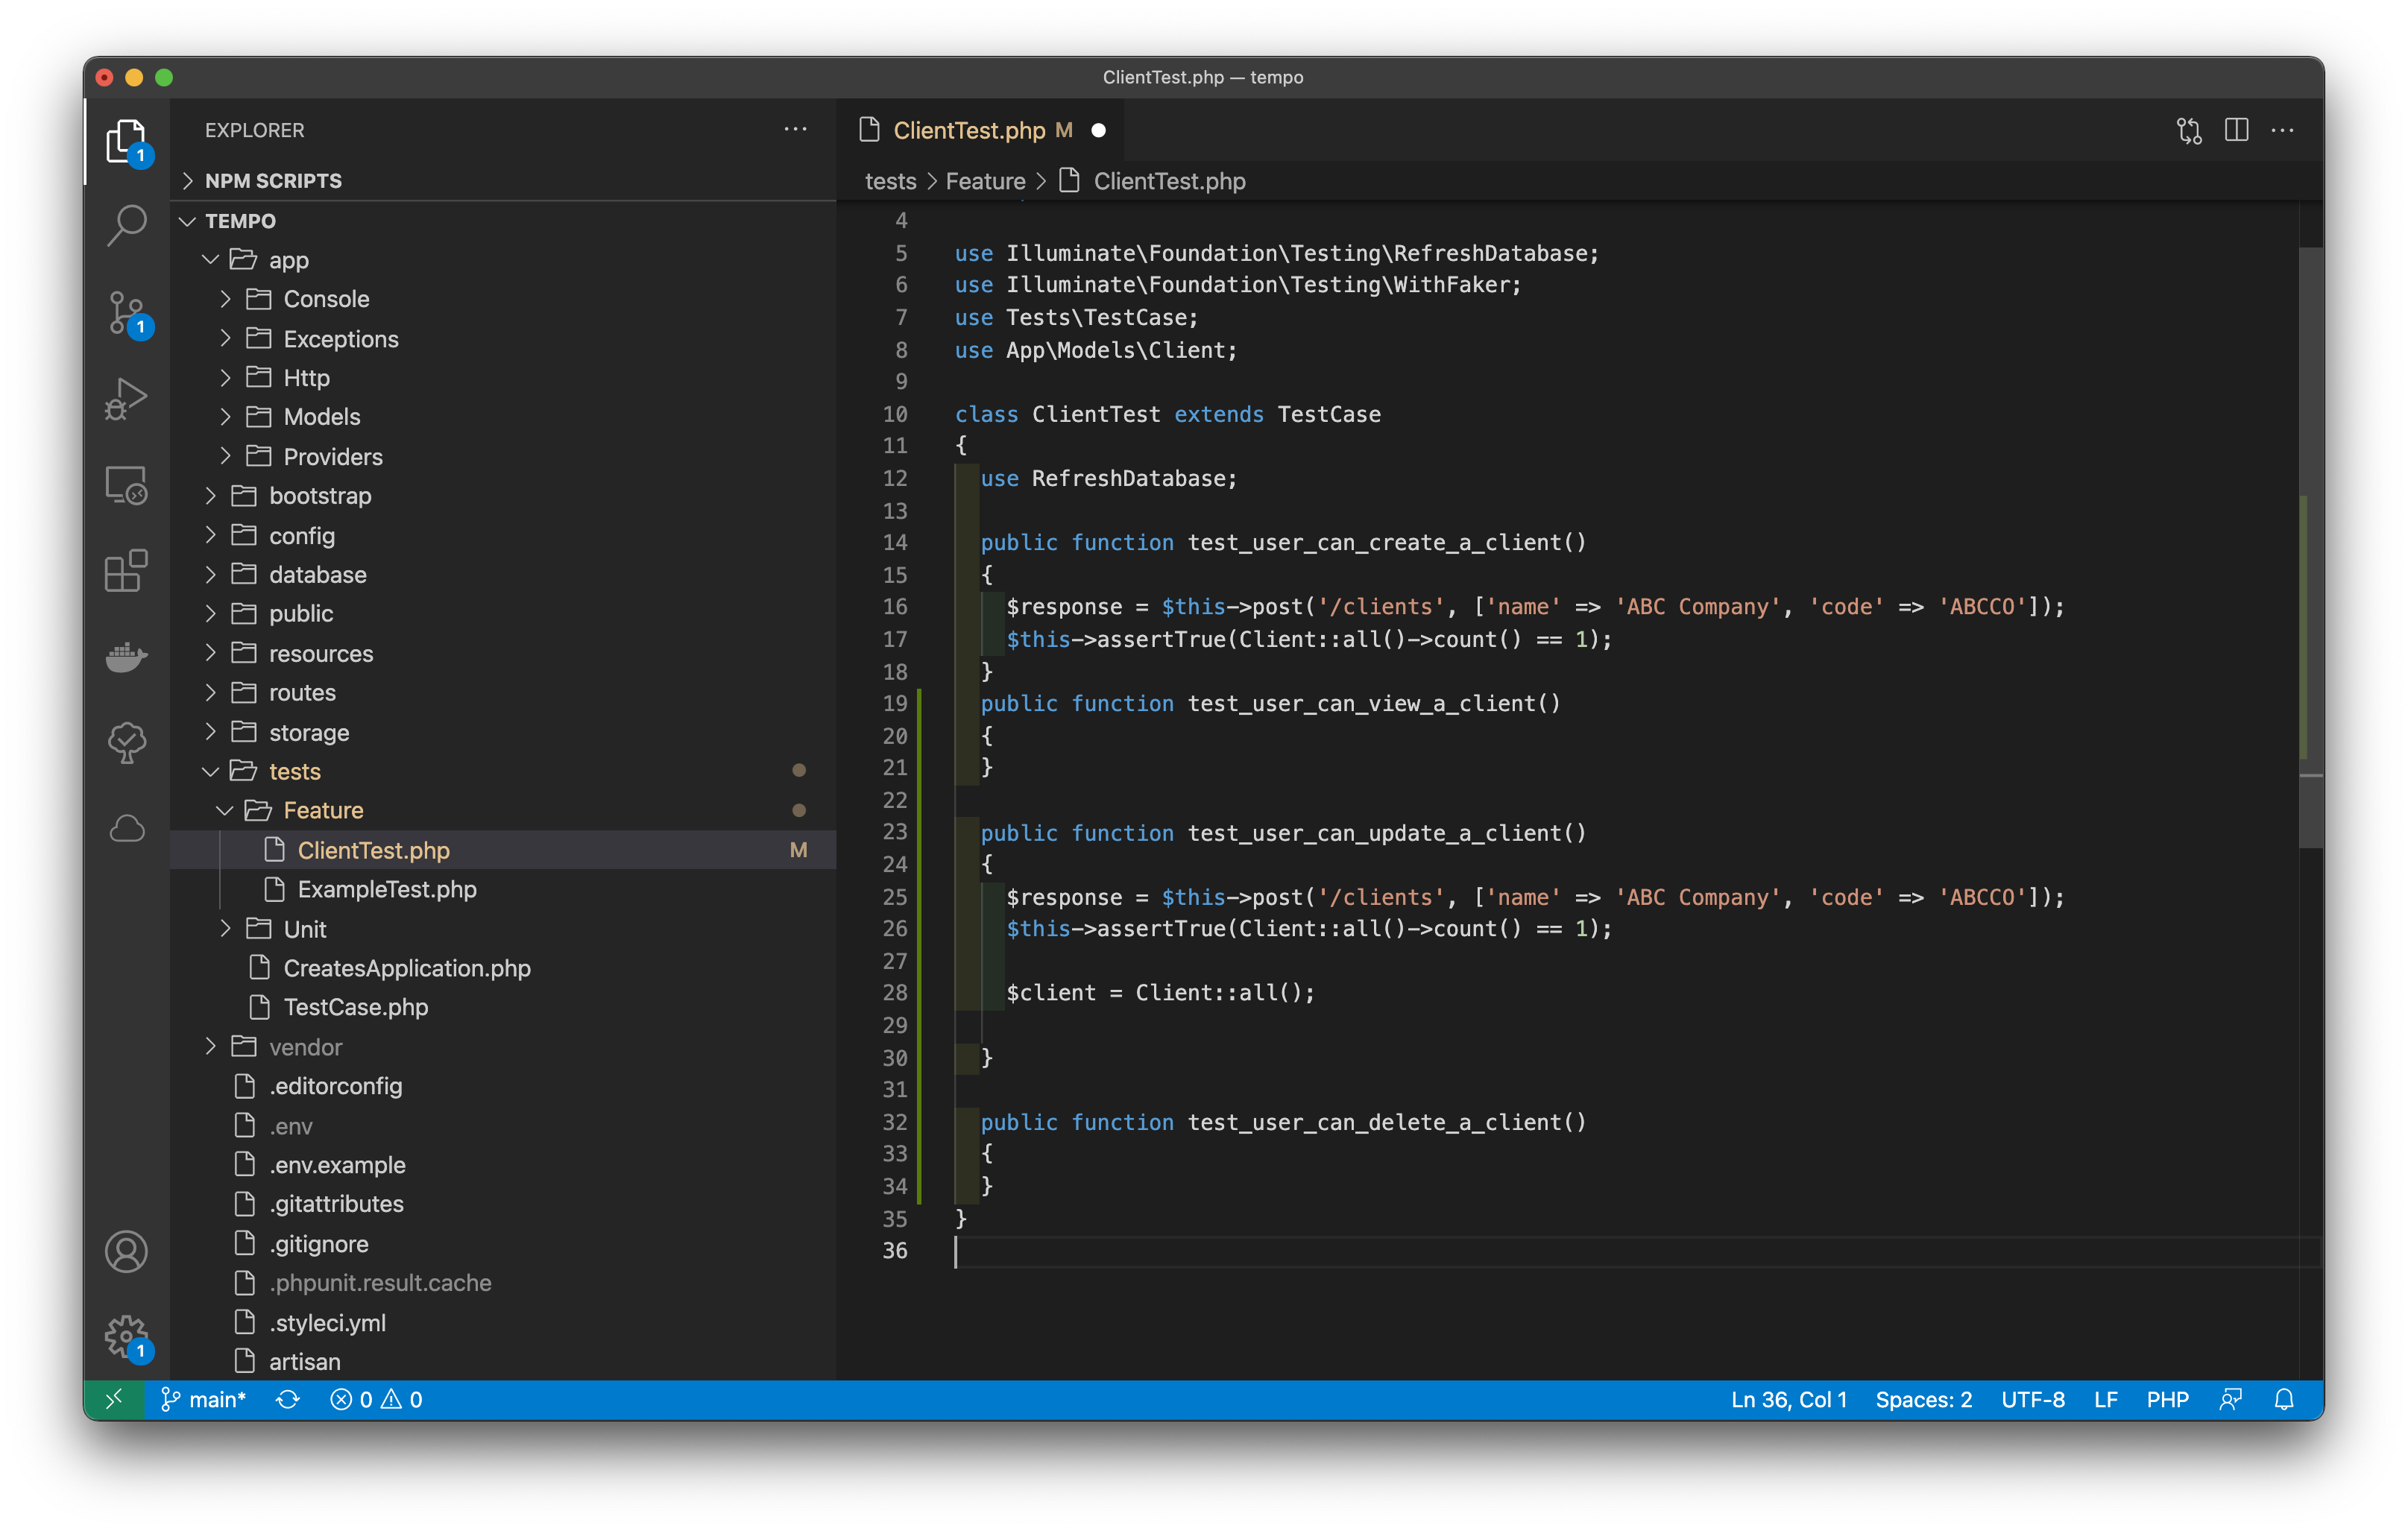 ClientTest.php — tempo
EXPLORER
NPM SCRIPTS
TEMPO
app
Console
Exceptions
Http
Models
Providers
bootstrap
config
database
public
resources
routes
storage
tests
Feature
ClientTest.php M
ExampleTest.php
Unit
CreatesApplication.php
TestCase.php
vendor
.editorconfig
.env
.env.example
.gitattributes
.gitignore
.phpunit.result.cache
.styleci.yml
artisan
1
1
1
ClientTest.php M
tests > Feature > ClientTest.php
4
5 use Illuminate\Foundation\Testing\RefreshDatabase;
6 use Illuminate\Foundation\Testing\WithFaker;
7 use Tests\TestCase;
8 use App\Models\Client;
9
10 class ClientTest extends TestCase
11 {
12 use RefreshDatabase;
13
14 public function test_user_can_create_a_client()
15 {
16 $response = $this->post('/clients', ['name' => 'ABC Company', 'code' => 'ABCCO']);
17 $this->assertTrue(Client::all()->count() == 1);
18 }
19 public function test_user_can_view_a_client()
20 {
21 }
22
23 public function test_user_can_update_a_client()
24 {
25 $response = $this->post('/clients', ['name' => 'ABC Company', 'code' => 'ABCCO']);
26 $this->assertTrue(Client::all()->count() == 1);
27
28 $client = Client::all();
29
30 }
31
32 public function test_user_can_delete_a_client()
33 {
34 }
35 }
36
main* 0 0 Ln 36, Col 1 Spaces: 2 UTF-8 LF PHP